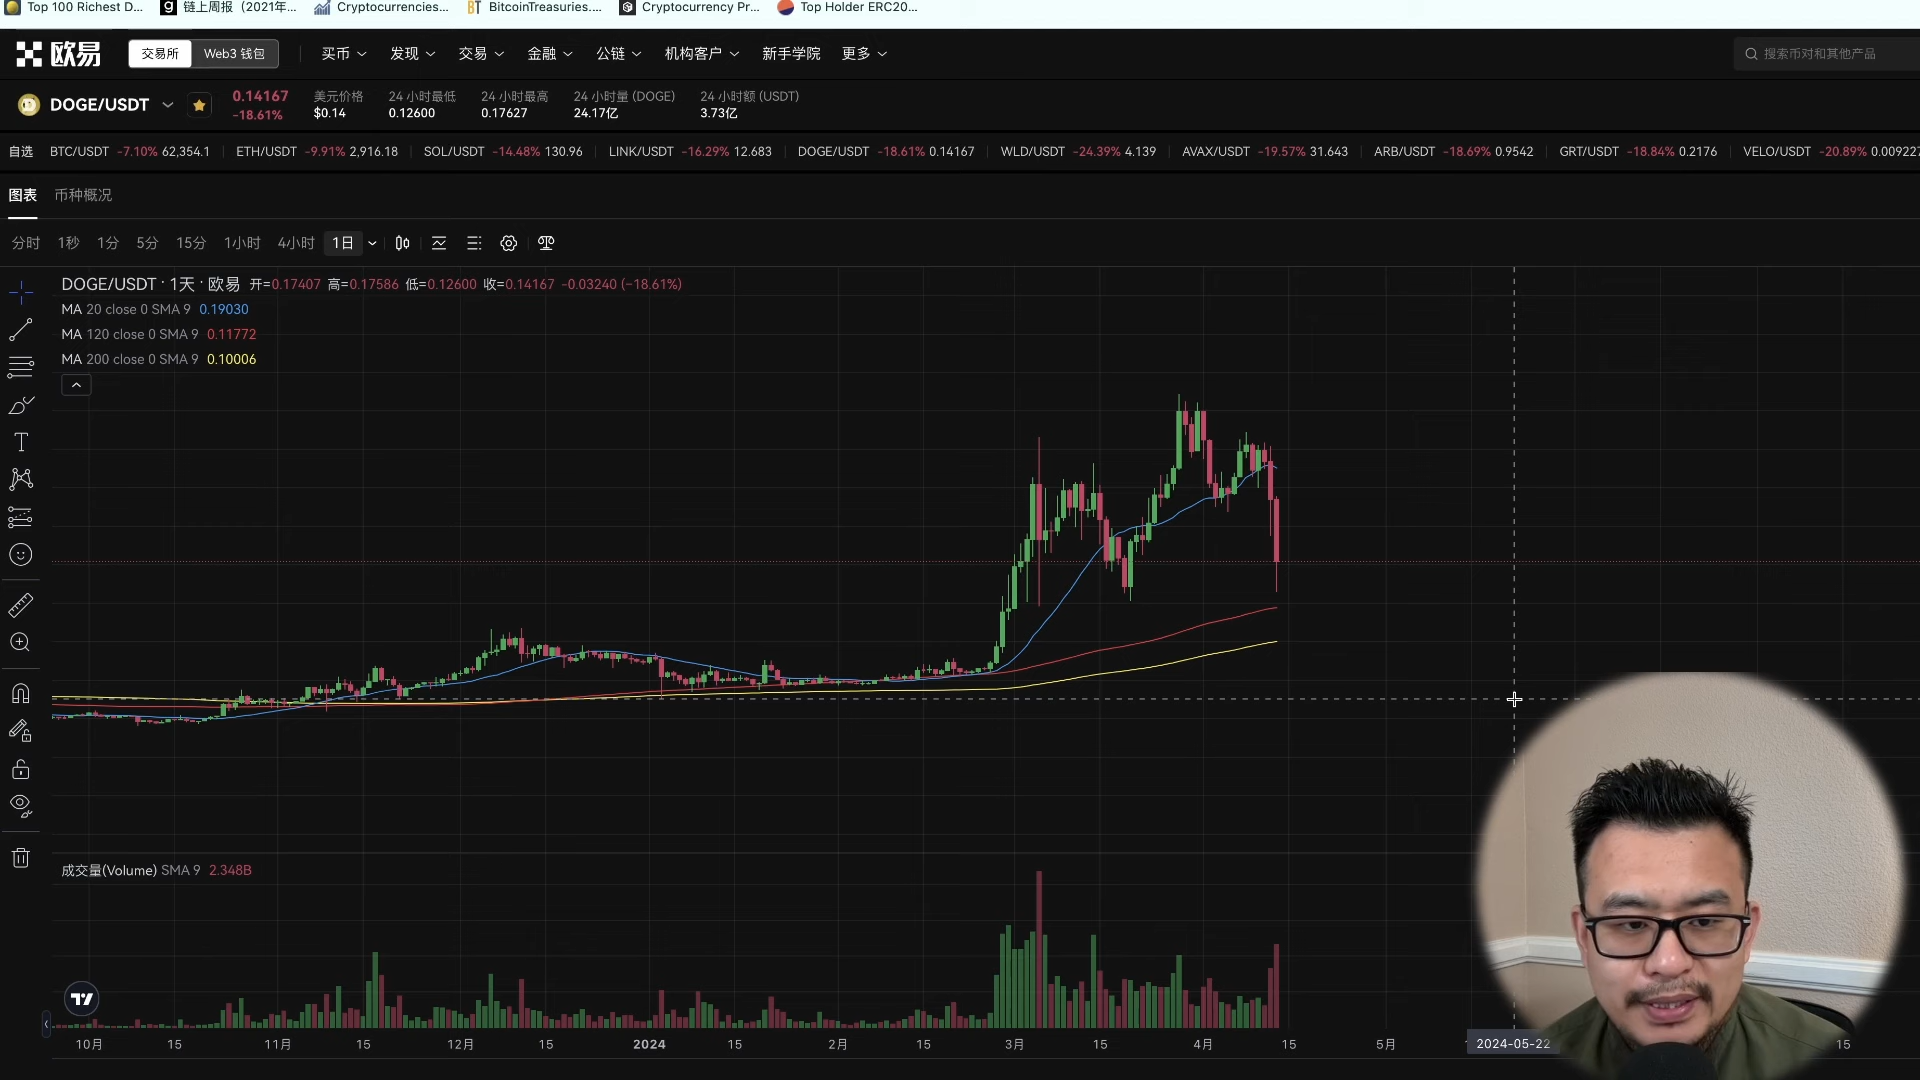 Top 100 Richest D... 链上周报（2021年... Cryptocurrencies... BitcoinTreasuries.... Cryptocurrency Pr... Top Holder ERC20...
欧易 交易所 Web3 钱包 买币 发现 交易 金融 公链 机构客户 新手学院 更多 搜索币对和其他产品
DOGE/USDT
0.14167
-18.61%
美元价格
$0.14
24 小时最低
0.12600
24 小时最高
0.17627
24 小时量 (DOGE)
24.17亿
24 小时额 (USDT)
3.73亿
自选 BTC/USDT -7.10% 62,354.1 ETH/USDT -9.91% 2,916.18 SOL/USDT -14.48% 130.96 LINK/USDT -16.29% 12.683 DOGE/USDT -18.61% 0.14167 WLD/USDT -24.39% 4.139 AVAX/USDT -19.57% 31.643 ARB/USDT -18.69% 0.9542 GRT/USDT -18.84% 0.2176 VELO/USDT -20.89% 0.009227
图表 币种概况
分时 1秒 1分 5分 15分 1小时 4小时 1日
DOGE/USDT · 1天 · 欧易 开=0.17407 高=0.17586 低=0.12600 收=0.14167 -0.03240 (-18.61%)
MA 20 close 0 SMA 9 0.19030
MA 120 close 0 SMA 9 0.11772
MA 200 close 0 SMA 9 0.10006
成交量(Volume) SMA 9 2.348B
10月 15 11月 15 12月 15 2024 15 2月 15 3月 15 4月 15 5月 2024-05-22 15